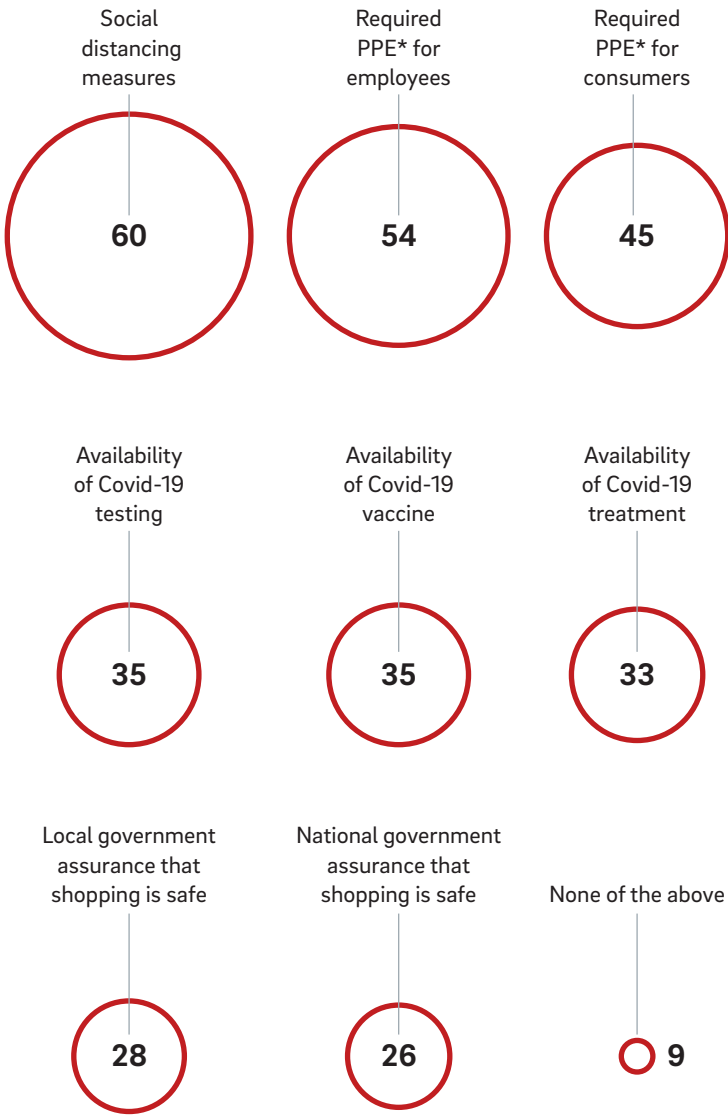 Social
distancing
measures
60
Required
PPE* for
employees
54
Required
PPE* for
consumers
45
Availability
of Covid-19
testing
35
Availability
of Covid-19
vaccine
35
Availability
of Covid-19
treatment
33
Local government
assurance that
shopping is safe
28
National government
assurance that
shopping is safe
26
None of the above
9